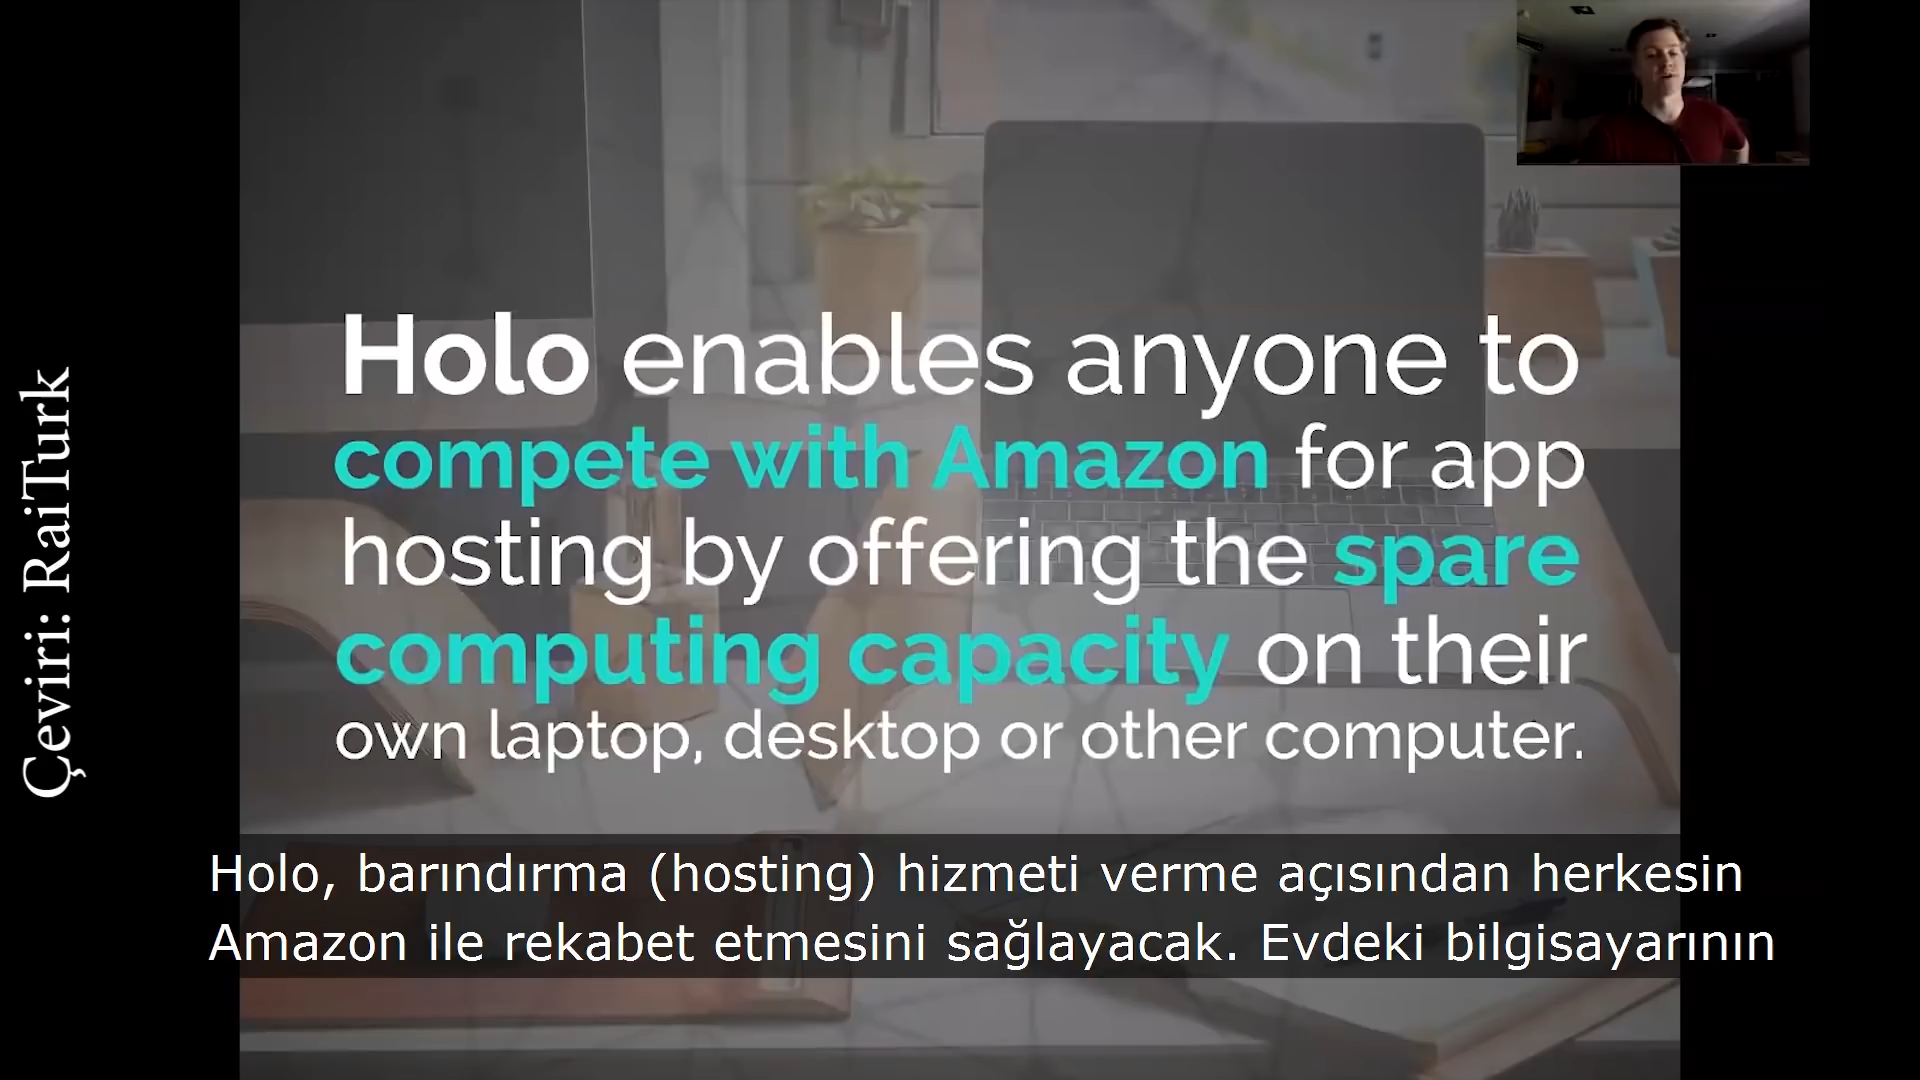 Çeviri: RaiTurk
Holo enables anyone to
compete with Amazon for app
hosting by offering the spare
computing capacity on their
own laptop, desktop or other computer.
Holo, barındırma (hosting) hizmeti verme açısından herkesin
Amazon ile rekabet etmesini sağlayacak. Evdeki bilgisayarının